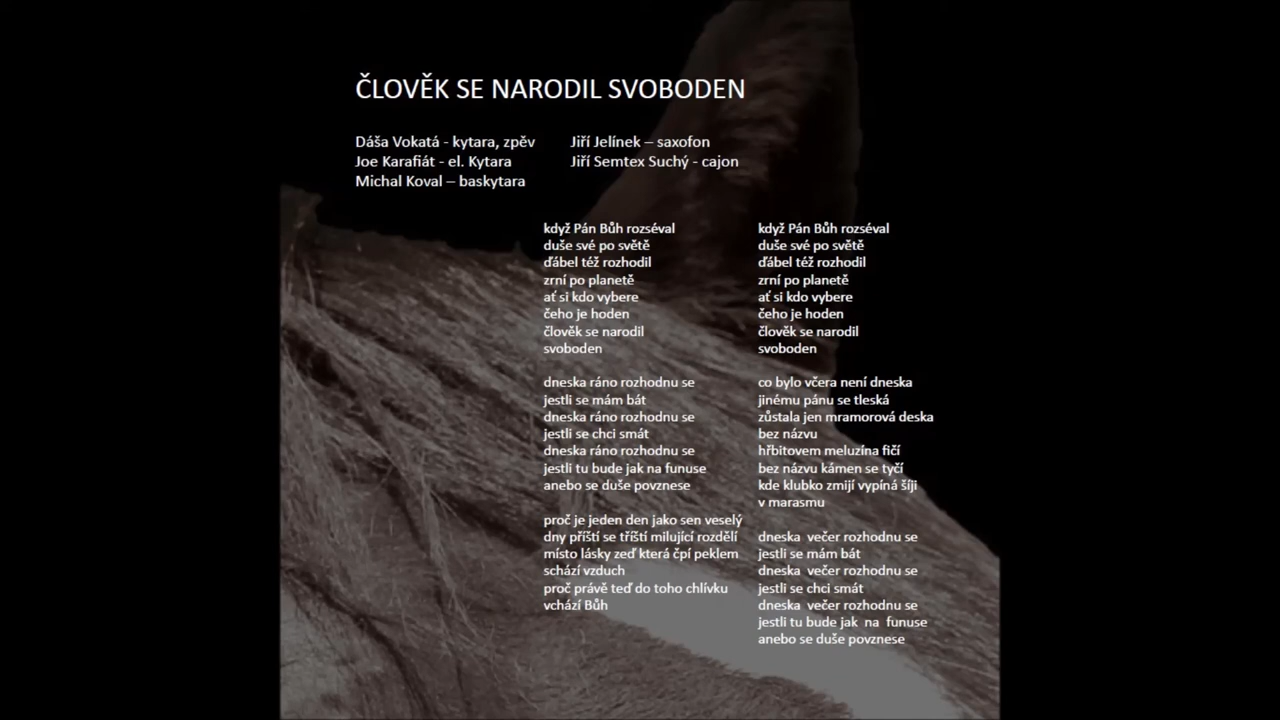 ČLOVĚK SE NARODIL SVOBODEN
Dáša Vokatá - kytara, zpěv
Joe Karafiát - el. Kytara
Michal Koval – baskytara
Jiří Jelínek – saxofon
Jiří Semtex Suchý - cajon
když Pán Bůh rozséval
duše své po světě
ďábel též rozhodil
zrní po planetě
ať si kdo vybere
čeho je hoden
člověk se narodil
svoboden
dneska ráno rozhodnu se
jestli se mám bát
dneska ráno rozhodnu se
jestli se chci smát
dneska ráno rozhodnu se
jestli tu bude jak na funuse
anebo se duše povznese
proč je jeden den jako sen veselý
dny příští se tříští milující rozdělí
místo lásky zeď která čpí peklem
schází vzduch
proč právě teď do toho chlívku
vchází Bůh
když Pán Bůh rozséval
duše své po světě
ďábel též rozhodil
zrní po planetě
ať si kdo vybere
čeho je hoden
člověk se narodil
svoboden
co bylo včera není dneska
jinému pánu se tleská
zůstala jen mramorová deska
bez názvu
hřbitovem meluzína fičí
bez názvu kámen se tyčí
kde klubko zmijí vypíná šíji
v marasmu
dneska  večer rozhodnu se
jestli se mám bát
dneska  večer rozhodnu se
jestli se chci smát
dneska  večer rozhodnu se
jestli tu bude jak  na  funuse
anebo se duše povznese